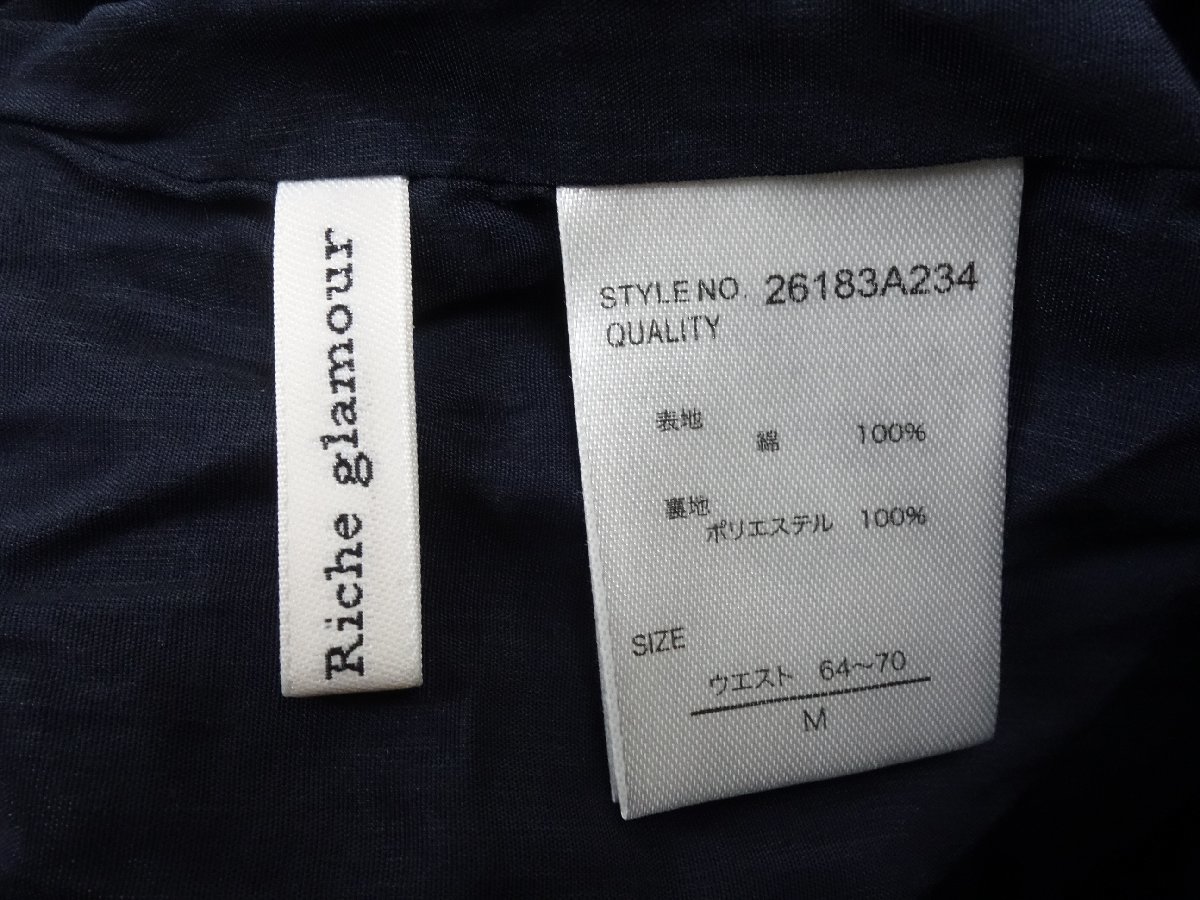 Riche glamour
STYLE NO. 26183A234
QUALITY
表地
綿 100%
裏地
ポリエステル 100%
SIZE
ウエスト 64～70
M